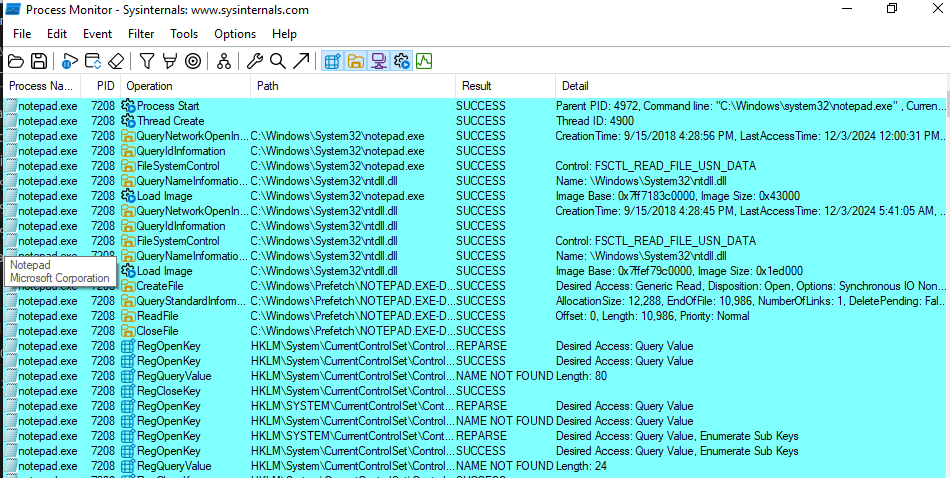 Process Monitor - Sysinternals: www.sysinternals.com
File Edit Event Filter Tools Options Help
Process Na... PID Operation Path Result Detail
notepad.exe 7208 Process Start SUCCESS Parent PID: 4972, Command line: "C:\Windows\system32\notepad.exe" , Curren...
notepad.exe 7208 Thread Create SUCCESS Thread ID: 4900
notepad.exe 7208 QueryNetworkOpenIn... C:\Windows\System32\notepad.exe SUCCESS CreationTime: 9/15/2018 4:28:56 PM, LastAccessTime: 12/3/2024 12:00:31 PM...
notepad.exe 7208 QueryIdInformation C:\Windows\System32\notepad.exe SUCCESS
notepad.exe 7208 FileSystemControl C:\Windows\System32\notepad.exe SUCCESS Control: FSCTL_READ_FILE_USN_DATA
notepad.exe 7208 QueryNameInformatio... C:\Windows\System32\ntdll.dll SUCCESS Name: \Windows\System32\ntdll.dll
notepad.exe 7208 Load Image C:\Windows\System32\notepad.exe SUCCESS Image Base: 0x7ff7183c0000, Image Size: 0x43000
notepad.exe 7208 QueryNetworkOpenIn... C:\Windows\System32\ntdll.dll SUCCESS CreationTime: 9/15/2018 4:28:45 PM, LastAccessTime: 12/3/2024 5:41:05 AM, ...
notepad.exe 7208 QueryIdInformation C:\Windows\System32\ntdll.dll SUCCESS
notepad.exe 7208 FileSystemControl C:\Windows\System32\ntdll.dll SUCCESS Control: FSCTL_READ_FILE_USN_DATA
notepad.exe 7208 QueryNameInformatio... C:\Windows\System32\ntdll.dll SUCCESS Name: \Windows\System32\ntdll.dll
Notepad
Microsoft Corporation
7208 Load Image C:\Windows\System32\ntdll.dll SUCCESS Image Base: 0x7ffef79c0000, Image Size: 0x1ed000
notepad.exe 7208 CreateFile C:\Windows\Prefetch\NOTEPAD.EXE-D... SUCCESS Desired Access: Generic Read, Disposition: Open, Options: Synchronous IO Non...
notepad.exe 7208 QueryStandardInform... C:\Windows\Prefetch\NOTEPAD.EXE-D... SUCCESS AllocationSize: 12,288, EndOfFile: 10,986, NumberOfLinks: 1, DeletePending: Fal...
notepad.exe 7208 ReadFile C:\Windows\Prefetch\NOTEPAD.EXE-D... SUCCESS Offset: 0, Length: 10,986, Priority: Normal
notepad.exe 7208 CloseFile C:\Windows\Prefetch\NOTEPAD.EXE-D... SUCCESS
notepad.exe 7208 RegOpenKey HKLM\System\CurrentControlSet\Control... REPARSE Desired Access: Query Value
notepad.exe 7208 RegOpenKey HKLM\System\CurrentControlSet\Control... SUCCESS Desired Access: Query Value
notepad.exe 7208 RegQueryValue HKLM\System\CurrentControlSet\Control... NAME NOT FOUND Length: 80
notepad.exe 7208 RegCloseKey HKLM\System\CurrentControlSet\Control... SUCCESS
notepad.exe 7208 RegOpenKey HKLM\SYSTEM\CurrentControlSet\Cont... REPARSE Desired Access: Query Value
notepad.exe 7208 RegOpenKey HKLM\System\CurrentControlSet\Control... NAME NOT FOUND Desired Access: Query Value
notepad.exe 7208 RegOpenKey HKLM\SYSTEM\CurrentControlSet\Cont... REPARSE Desired Access: Query Value, Enumerate Sub Keys
notepad.exe 7208 RegOpenKey HKLM\System\CurrentControlSet\Control... SUCCESS Desired Access: Query Value, Enumerate Sub Keys
notepad.exe 7208 RegQueryValue HKLM\System\CurrentControlSet\Control... NAME NOT FOUND Length: 24
notepad.exe 7208 RegCloseKey HKLM\System\CurrentControlSet\Control... SUCCESS